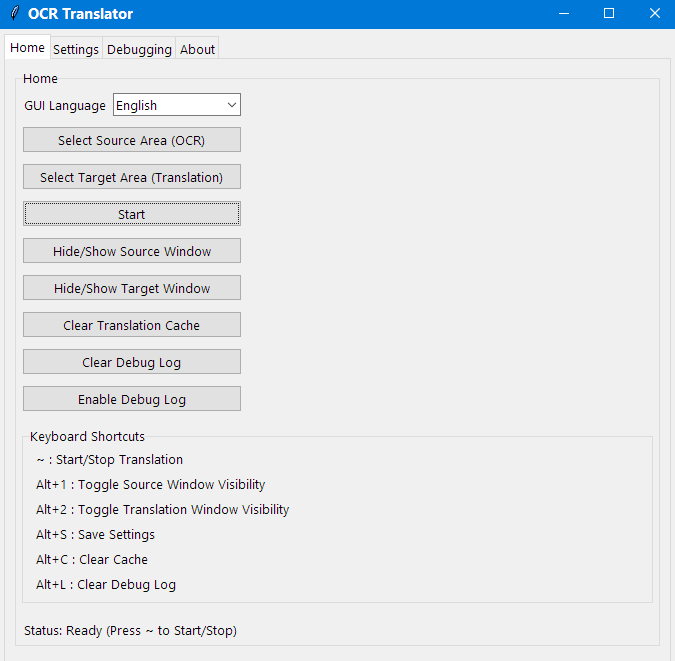 OCR Translator
Home Settings Debugging About
Home
GUI Language English
Select Source Area (OCR)
Select Target Area (Translation)
Start
Hide/Show Source Window
Hide/Show Target Window
Clear Translation Cache
Clear Debug Log
Enable Debug Log
Keyboard Shortcuts
~ : Start/Stop Translation
Alt+1 : Toggle Source Window Visibility
Alt+2 : Toggle Translation Window Visibility
Alt+S : Save Settings
Alt+C : Clear Cache
Alt+L : Clear Debug Log
Status: Ready (Press ~ to Start/Stop)